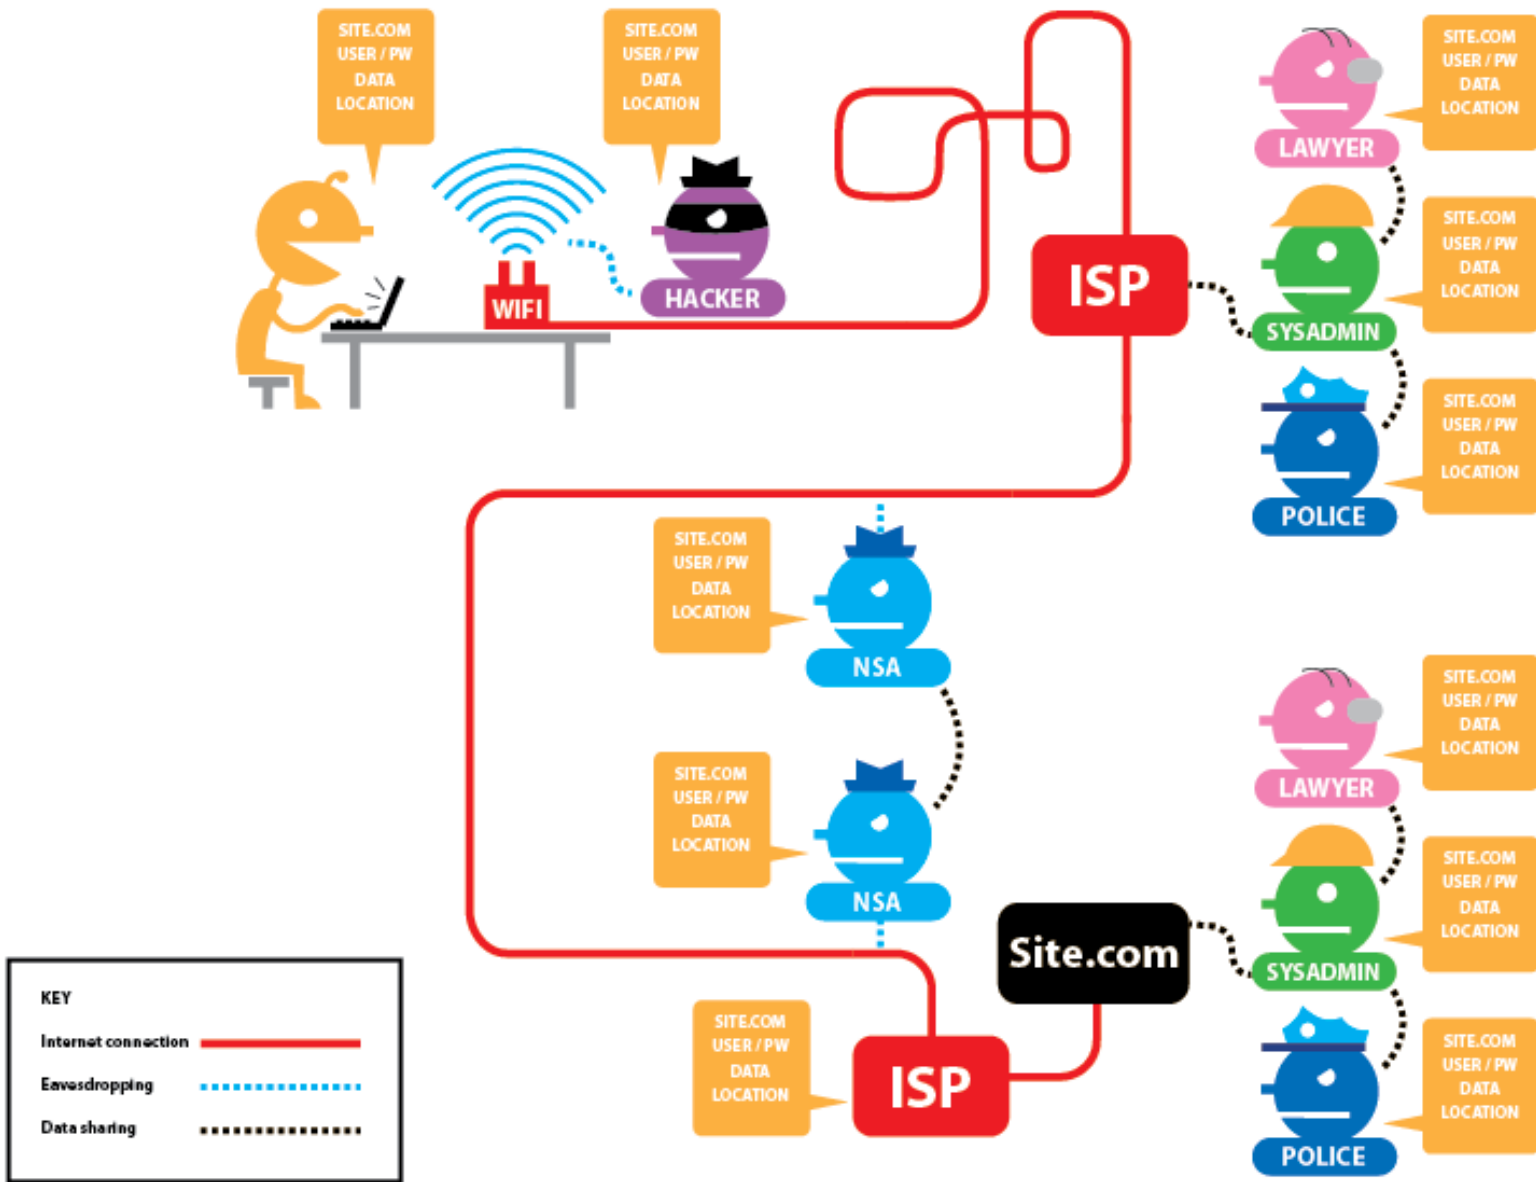 SITE.COM
USER / PW
DATA
LOCATION
SITE.COM
USER / PW
DATA
LOCATION
WIFI
HACKER
ISP
LAWYER
SITE.COM
USER / PW
DATA
LOCATION
SYSADMIN
SITE.COM
USER / PW
DATA
LOCATION
POLICE
SITE.COM
USER / PW
DATA
LOCATION
SITE.COM
USER / PW
DATA
LOCATION
NSA
SITE.COM
USER / PW
DATA
LOCATION
NSA
LAWYER
SITE.COM
USER / PW
DATA
LOCATION
Site.com
SYSADMIN
SITE.COM
USER / PW
DATA
LOCATION
SITE.COM
USER / PW
DATA
LOCATION
ISP
POLICE
SITE.COM
USER / PW
DATA
LOCATION
KEY
Internet connection
Eavesdropping
Data sharing